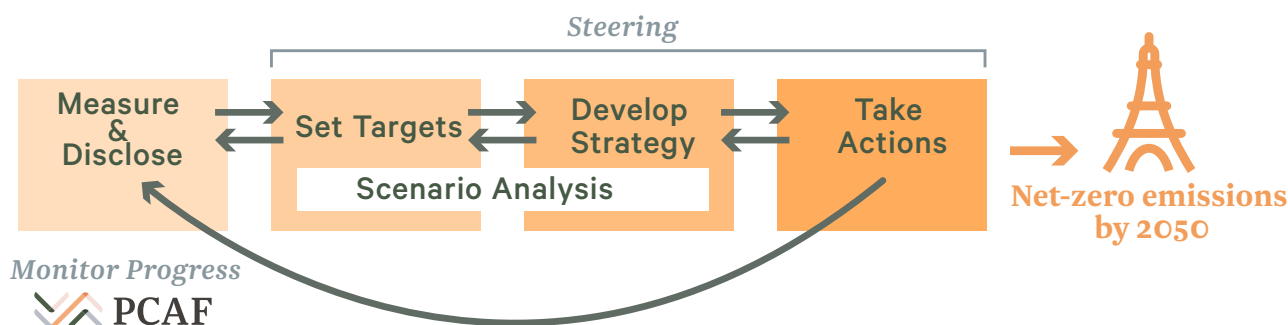 Steering
Measure
&
Disclose
Set Targets
Develop
Strategy
Take
Actions
Scenario Analysis
Net-zero emissions
by 2050
Monitor Progress
PCAF